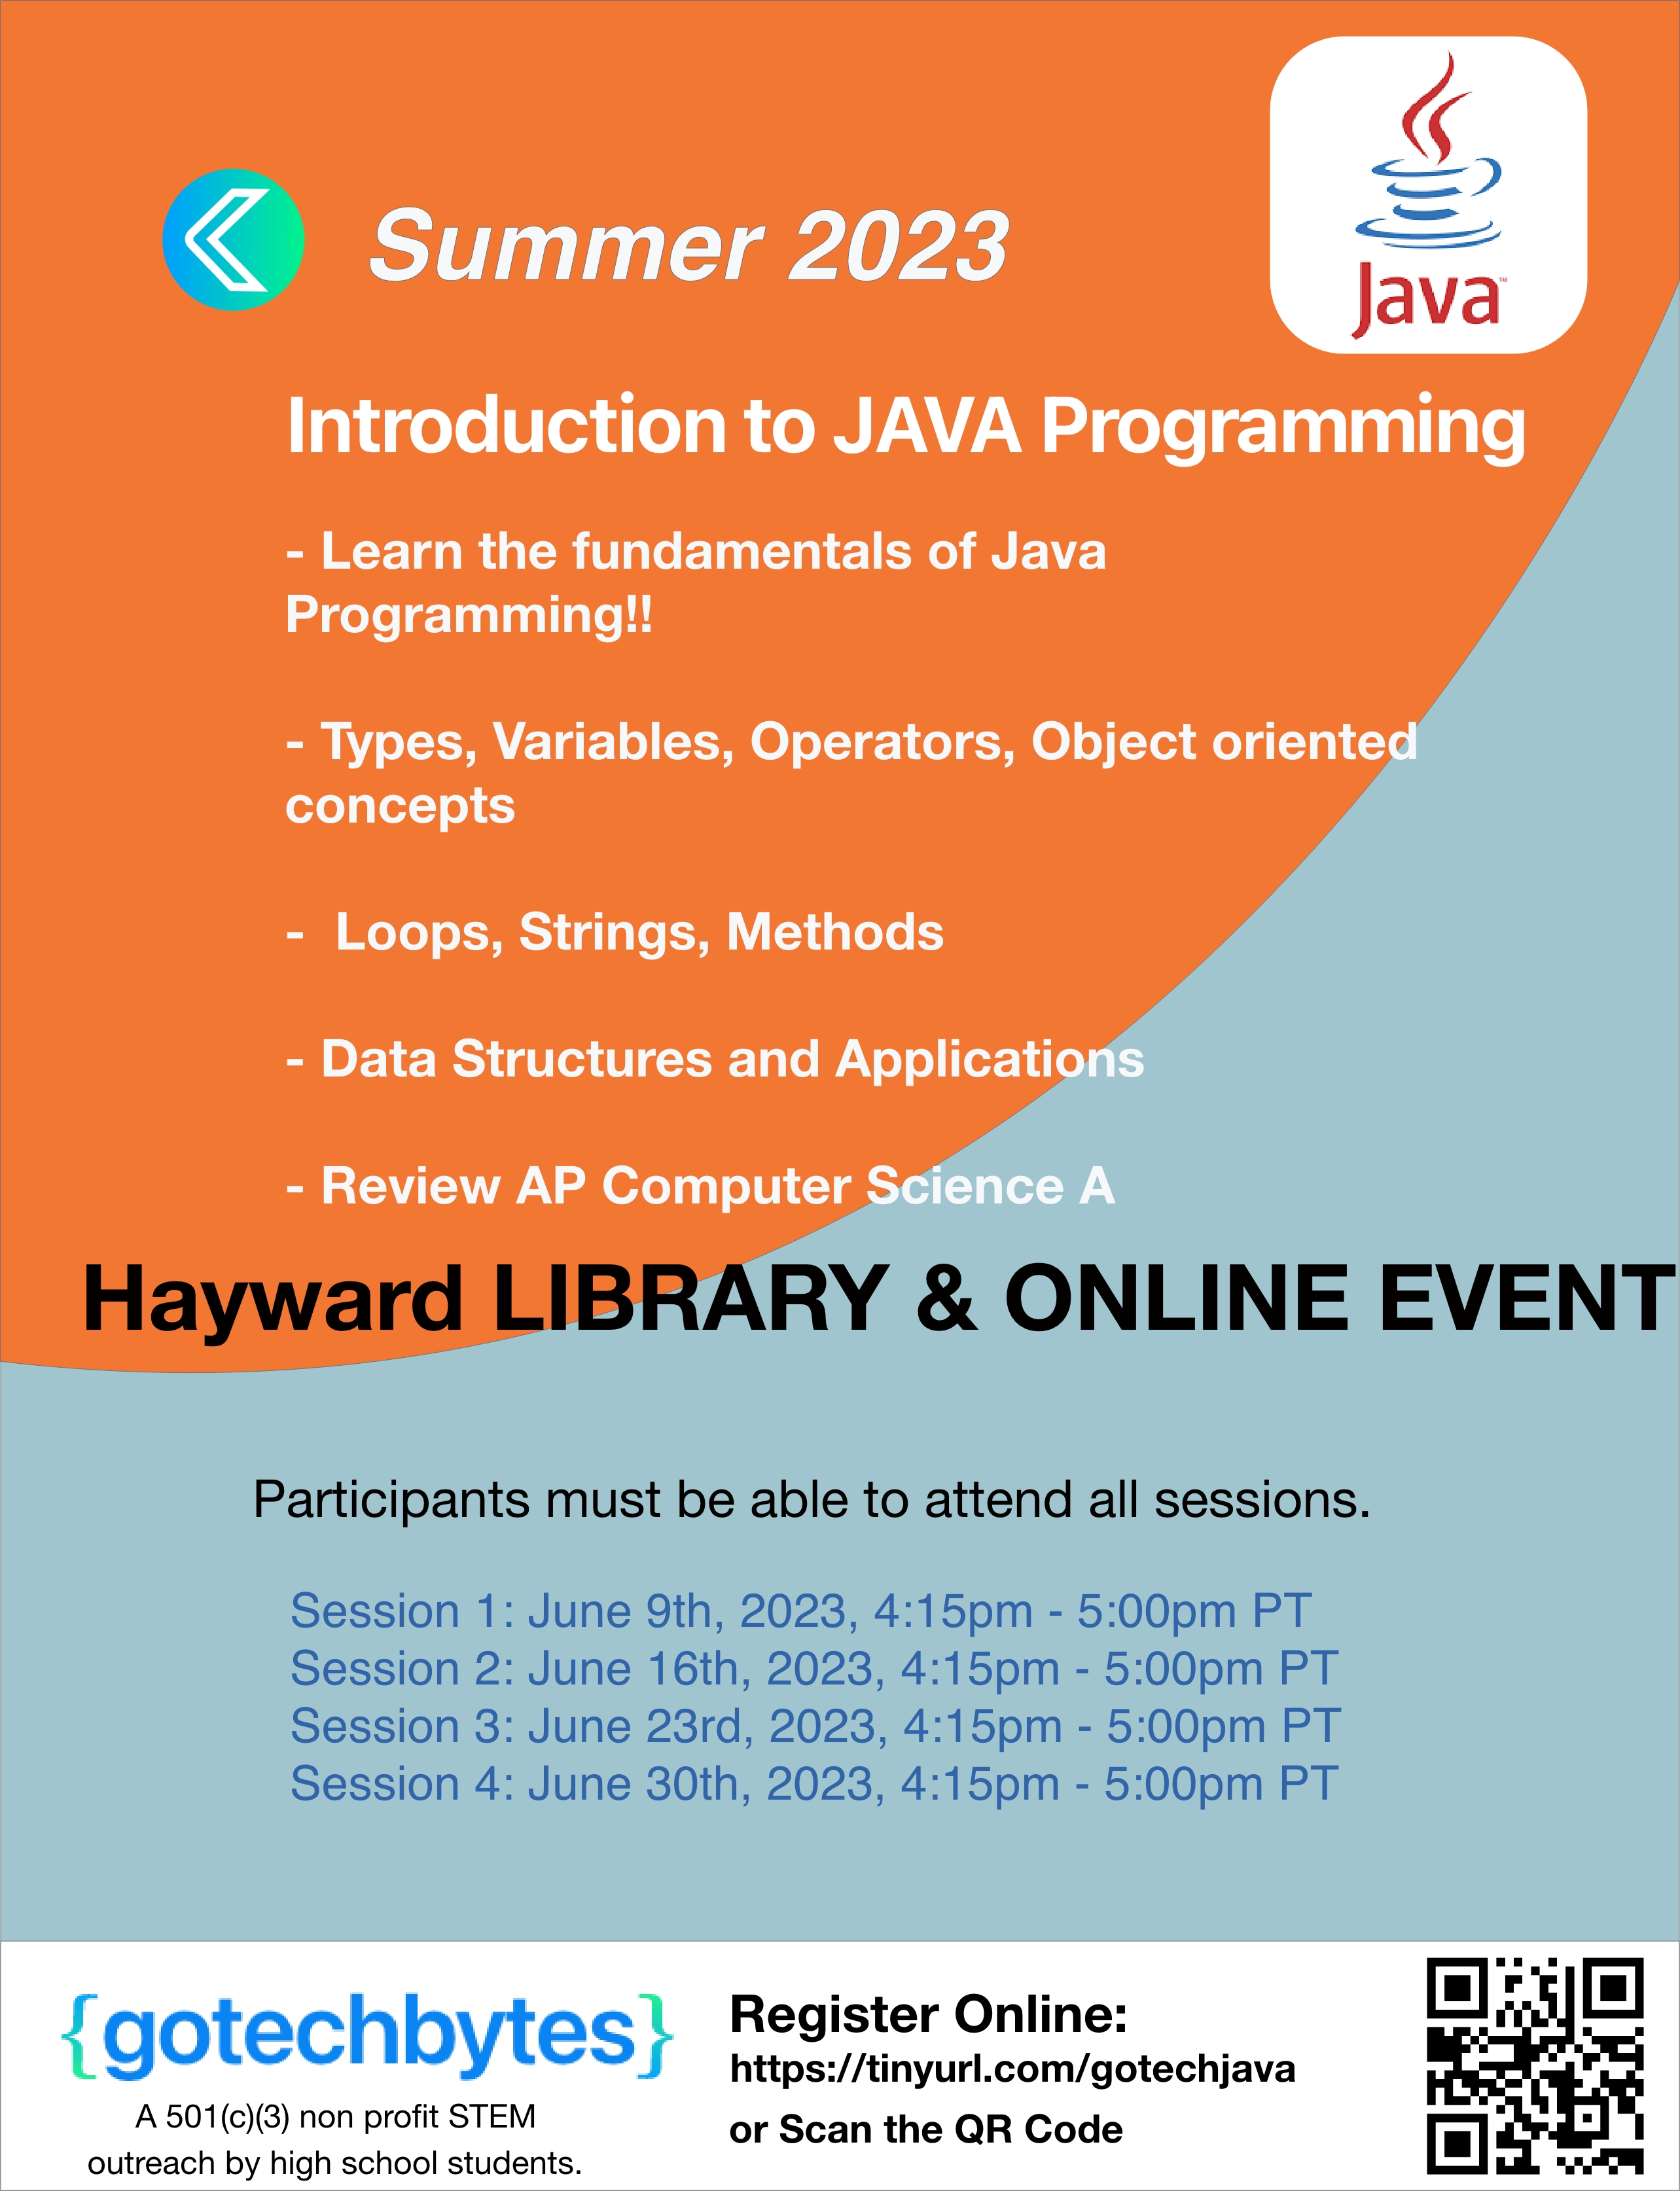 Java™
Summer 2023
Introduction to JAVA Programming
- Learn the fundamentals of Java
Programming!!
- Types, Variables, Operators, Object oriented
concepts
-  Loops, Strings, Methods
- Data Structures and Applications
- Review AP Computer Science A
Hayward LIBRARY & ONLINE EVENT
Participants must be able to attend all sessions.
Session 1: June 9th, 2023, 4:15pm - 5:00pm PT
Session 2: June 16th, 2023, 4:15pm - 5:00pm PT
Session 3: June 23rd, 2023, 4:15pm - 5:00pm PT
Session 4: June 30th, 2023, 4:15pm - 5:00pm PT
{gotechbytes}
A 501(c)(3) non profit STEM
outreach by high school students.
Register Online:
https://tinyurl.com/gotechjava
or Scan the QR Code